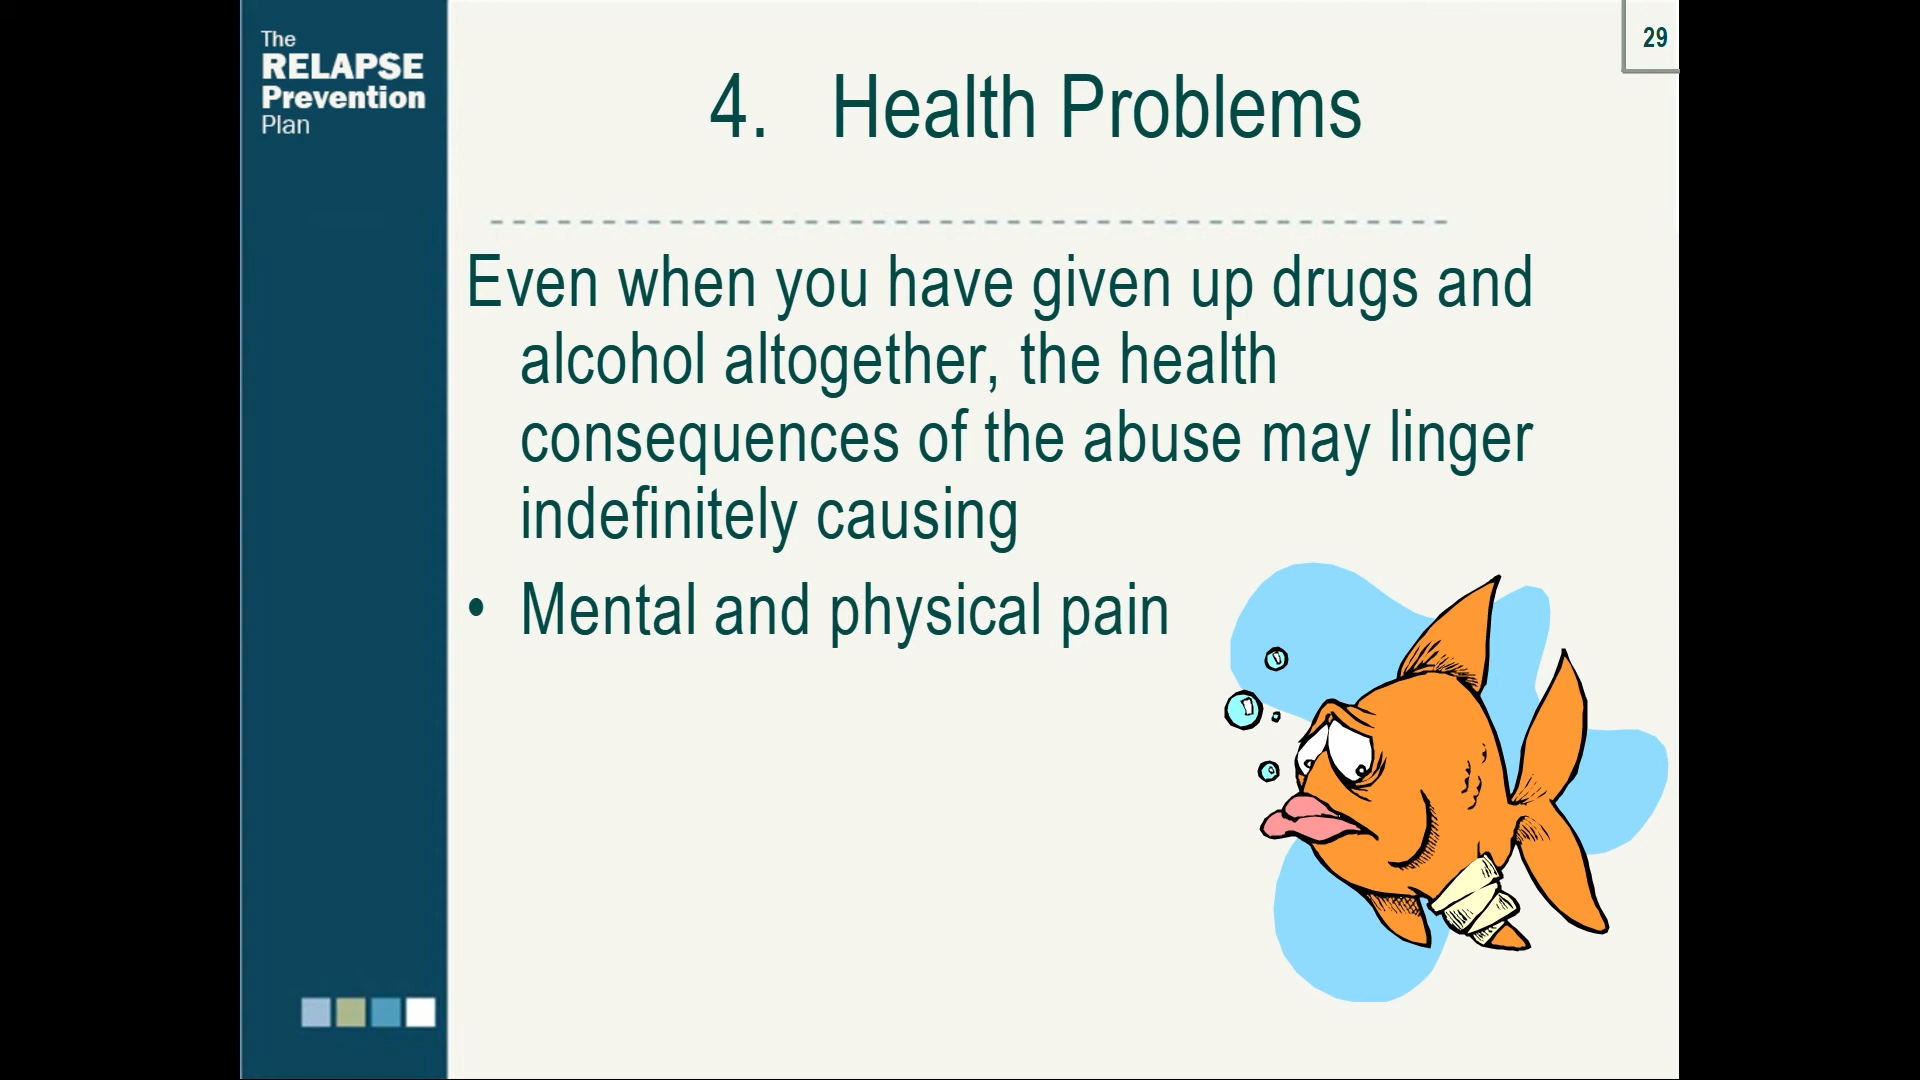 The
RELAPSE
Prevention
Plan
29
4. Health Problems
Even when you have given up drugs and
alcohol altogether, the health
consequences of the abuse may linger
indefinitely causing
• Mental and physical pain